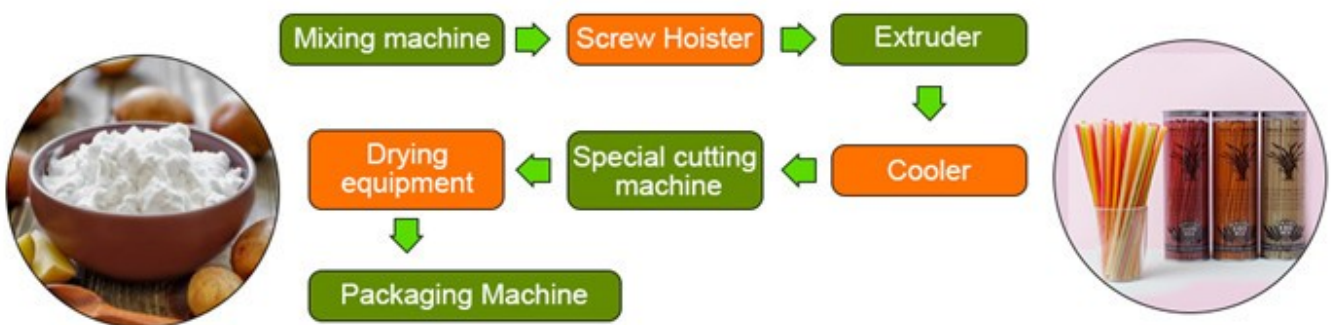 Mixing machine
Screw Hoister
Extruder
Cooler
Special cutting
machine
Drying
equipment
Packaging Machine